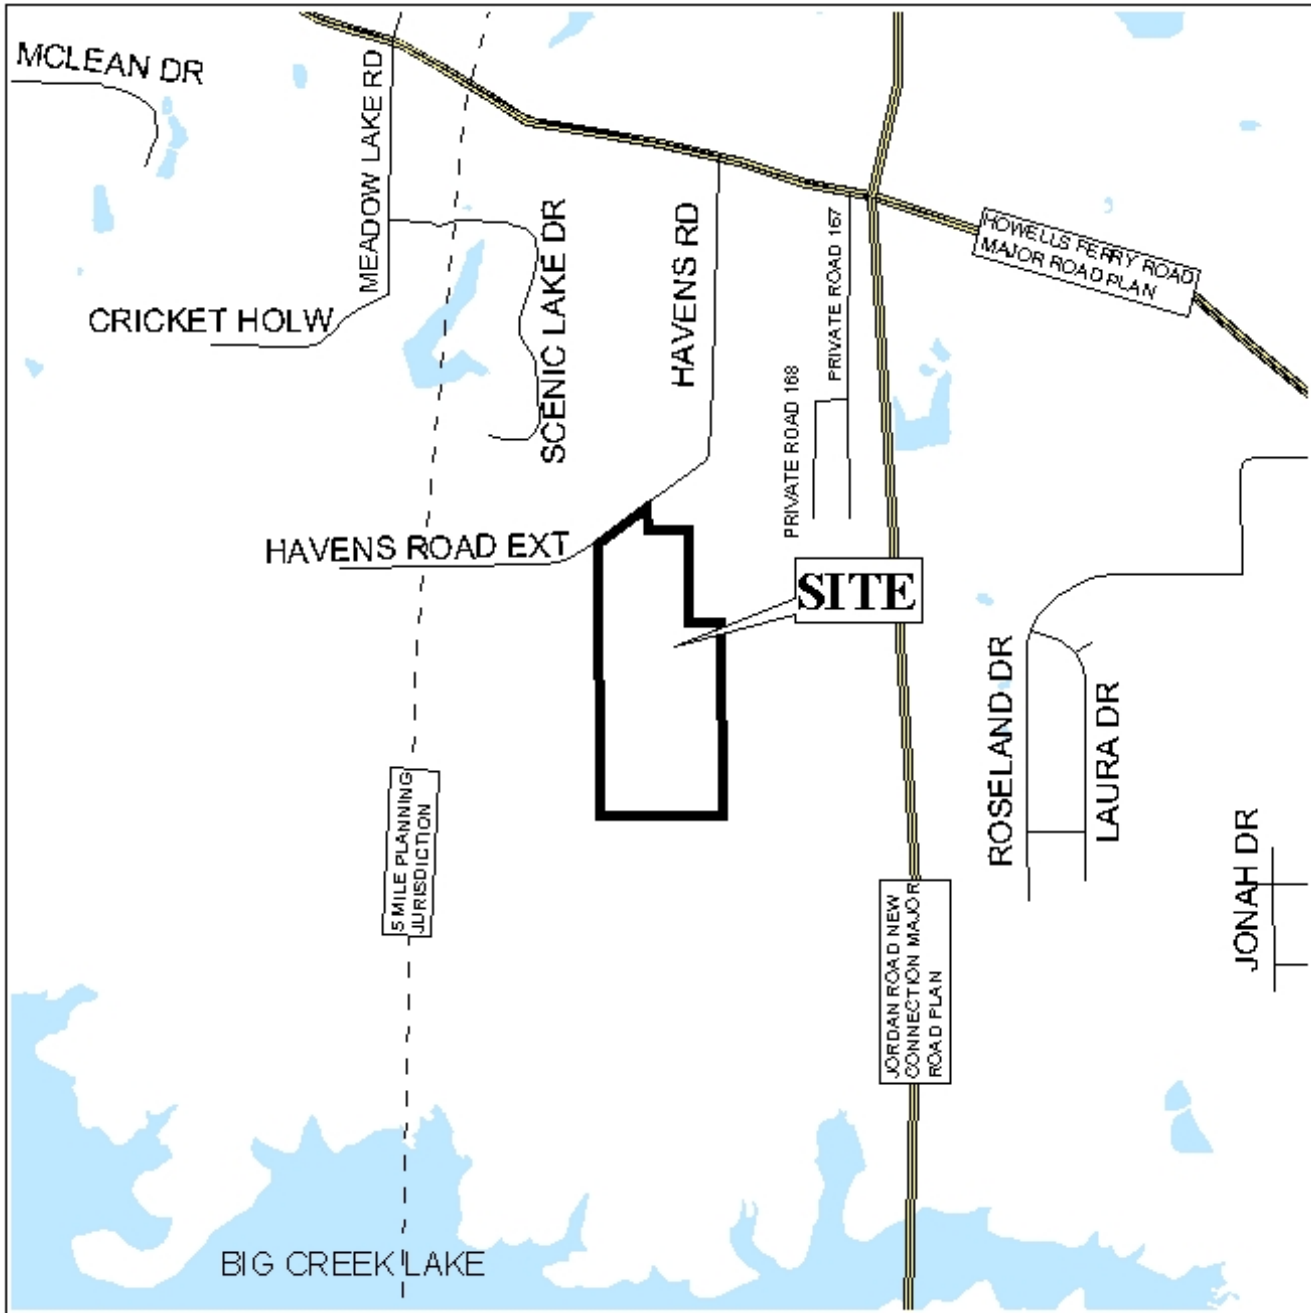 MCLEAN DR
MEADOW LAKE RD
CRICKET HOLW
SCENIC LAKE DR
HAVENS RD
PRIVATE ROAD 167
PRIVATE ROAD 168
HOWELLS FERRY ROAD
MAJOR ROAD PLAN
HAVENS ROAD EXT
SITE
ROSELAND DR
LAURA DR
JONAH DR
5 MILE PLANNING
JURISDICTION
JORDAN ROAD NEW
CONNECTION MAJOR
ROAD PLAN
BIG CREEK LAKE